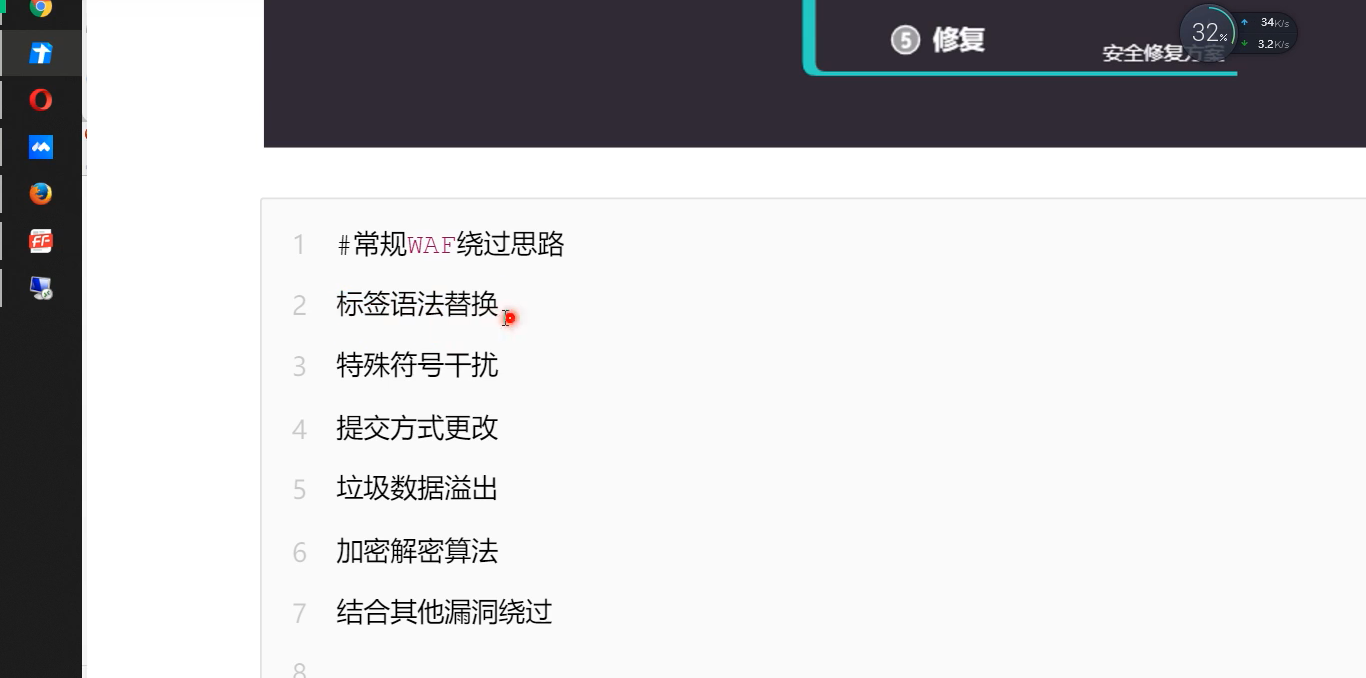 ⑤ 修复
安全修复方案
32%
34K/s
3.2K/s
1 #常规WAF绕过思路
2 标签语法替换
3 特殊符号干扰
4 提交方式更改
5 垃圾数据溢出
6 加密解密算法
7 结合其他漏洞绕过
8